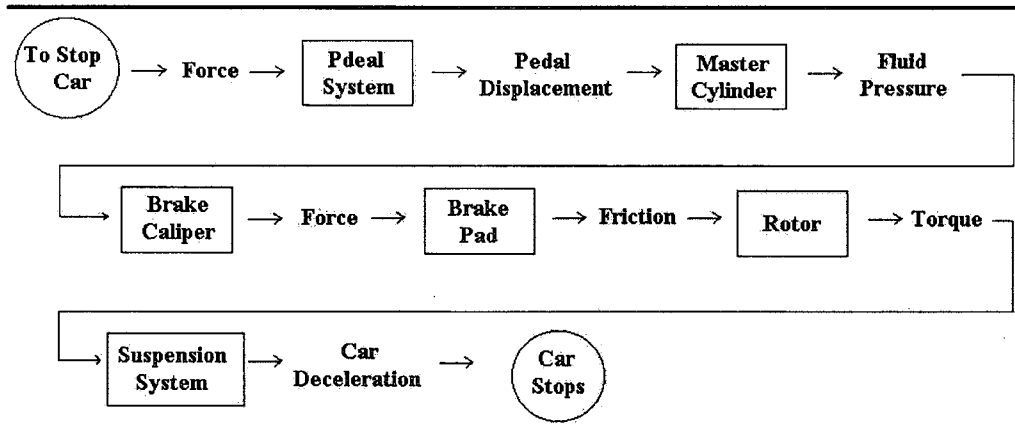 To Stop
Car
Force
Pdeal
System
Pedal
Displacement
Master
Cylinder
Fluid
Pressure
Brake
Caliper
Force
Brake
Pad
Friction
Rotor
Torque
Suspension
System
Car
Deceleration
Car
Stops